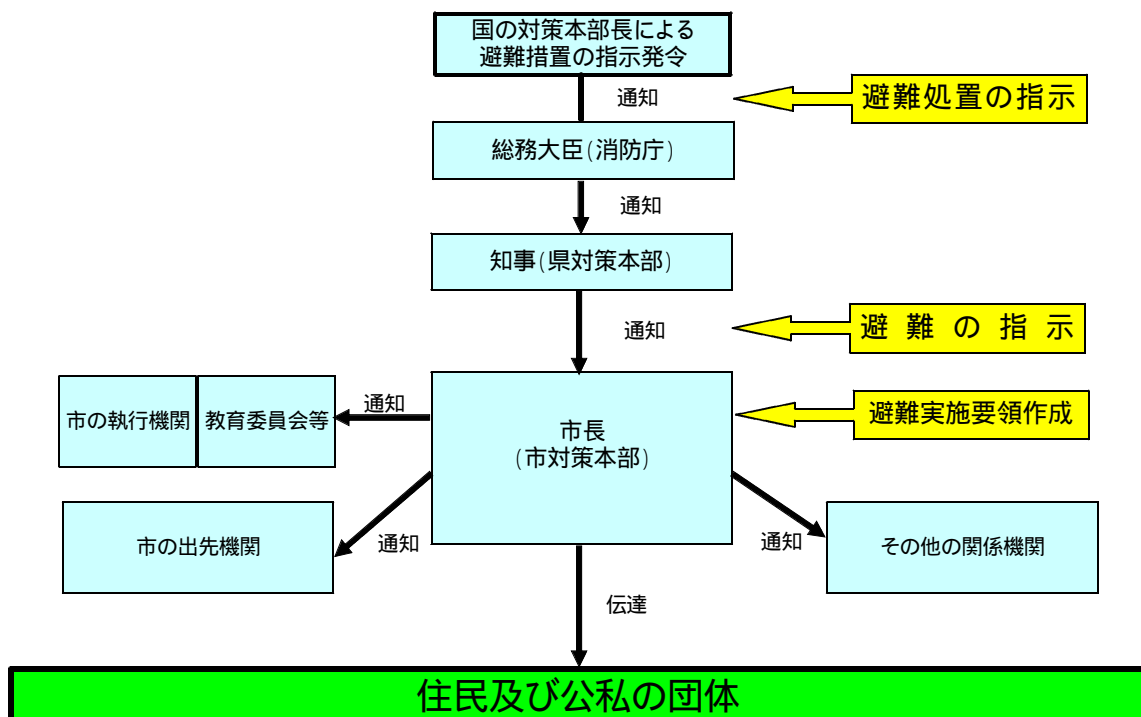 国の対策本部長による
避難措置の指示発令
通知
避難処置の指示
総務大臣(消防庁)
通知
知事(県対策本部)
通知
避難の指示
市の執行機関
教育委員会等
通知
市長
(市対策本部)
避難実施要領作成
市の出先機関
通知
通知
その他の関係機関
伝達
住民及び公私の団体